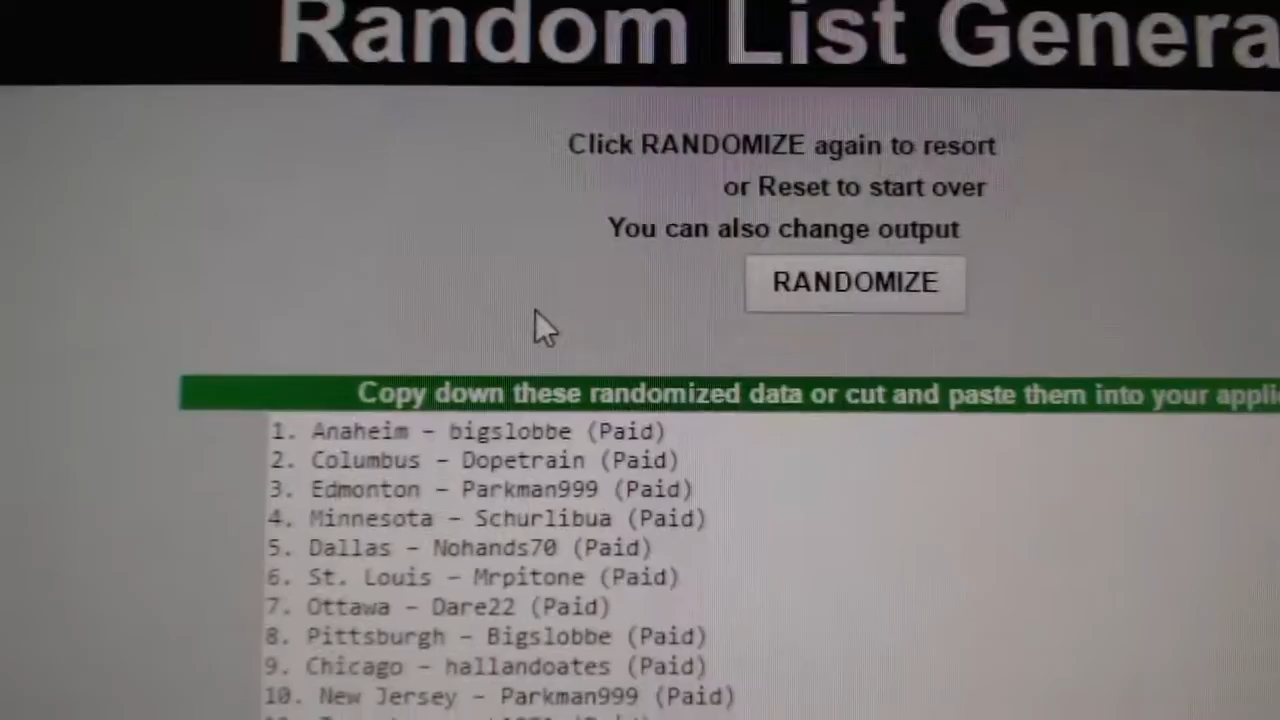 Random List Genera
Click RANDOMIZE again to resort
or Reset to start over
You can also change output
RANDOMIZE
Copy down these randomized data or cut and paste them into your appli
1. Anaheim - bigslobbe (Paid)
2. Columbus - Dopetrain (Paid)
3. Edmonton - Parkman999 (Paid)
4. Minnesota - Schurlibua (Paid)
5. Dallas - Nohands70 (Paid)
6. St. Louis - Mrpitone (Paid)
7. Ottawa - Dare22 (Paid)
8. Pittsburgh - Bigslobbe (Paid)
9. Chicago - hallandoates (Paid)
10. New Jersey - Parkman999 (Paid)